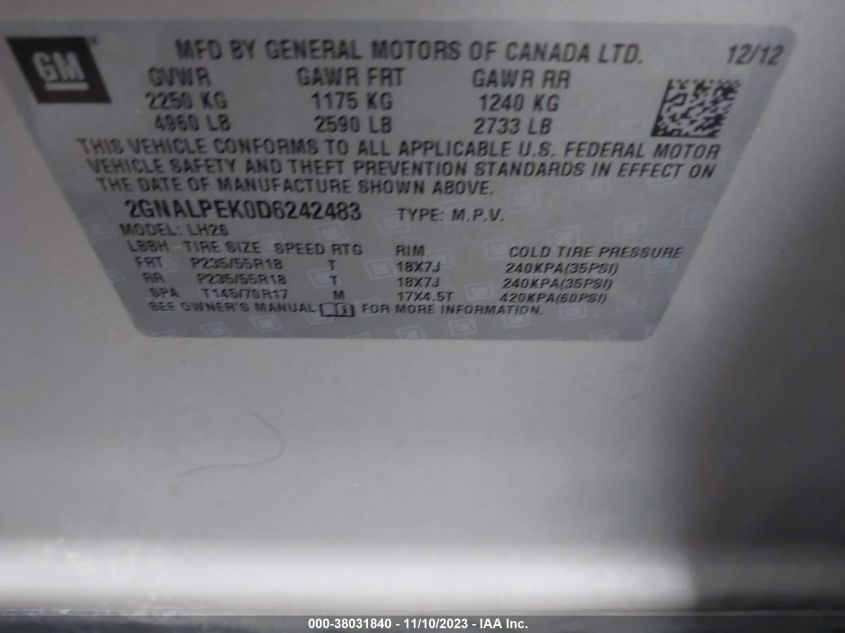 GM
MFD BY GENERAL MOTORS OF CANADA LTD. 12/12
GVWR GAWR FRT GAWR RR
2250 KG 1175 KG 1240 KG
4960 LB 2590 LB 2733 LB
THIS VEHICLE CONFORMS TO ALL APPLICABLE U.S. FEDERAL MOTOR
VEHICLE SAFETY AND THEFT PREVENTION STANDARDS IN EFFECT ON
THE DATE OF MANUFACTURE SHOWN ABOVE.
2GNALPEK0D6242483 TYPE: M.P.V.
MODEL: LH26
LBBH TIRE SIZE SPEED RTG RIM COLD TIRE PRESSURE
FRT P235/55R18 T 18X7J 240KPA(35PSI)
RR P235/55R18 T 18X7J 240KPA(35PSI)
SPA T145/70R17 M 17X4.5T 420KPA(60PSI)
SEE OWNER'S MANUAL FOR MORE INFORMATION.
000-38031840 - 11/10/2023 - IAA Inc.